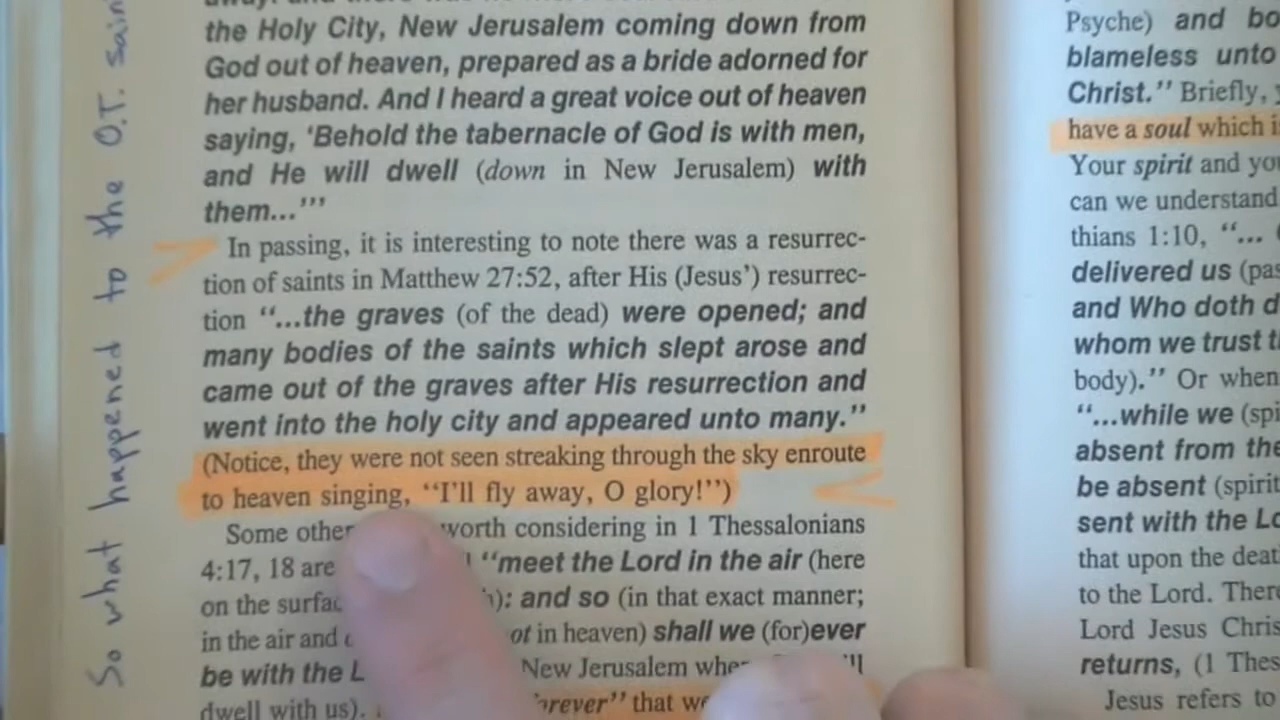 So what happened to the O.T. sain
the Holy City, New Jerusalem coming down from
God out of heaven, prepared as a bride adorned for
her husband. And I heard a great voice out of heaven
saying, 'Behold the tabernacle of God is with men,
and He will dwell (down in New Jerusalem) with
them...'"
In passing, it is interesting to note there was a resurrec-
tion of saints in Matthew 27:52, after His (Jesus') resurrec-
tion "...the graves (of the dead) were opened; and
many bodies of the saints which slept arose and
came out of the graves after His resurrection and
went into the holy city and appeared unto many."
(Notice, they were not seen streaking through the sky enroute
to heaven singing, "I'll fly away, O glory!")
Some other worth considering in 1 Thessalonians
4:17, 18 are "meet the Lord in the air (here
on the surfac ): and so (in that exact manner;
in the air and in heaven) shall we (for)ever
be with the L New Jerusalem
dwell with us). rever" that
Psyche) and bo
blameless unto
Christ." Briefly,
have a soul which i
Your spirit and yo
can we understand
thians 1:10, "...
delivered us (pas
and Who doth d
whom we trust t
body)." Or when
"...while we (spi
absent from the
be absent (spirit
sent with the Lo
that upon the deat
to the Lord. There
Lord Jesus Chris
returns, (1 Thes
Jesus refers to